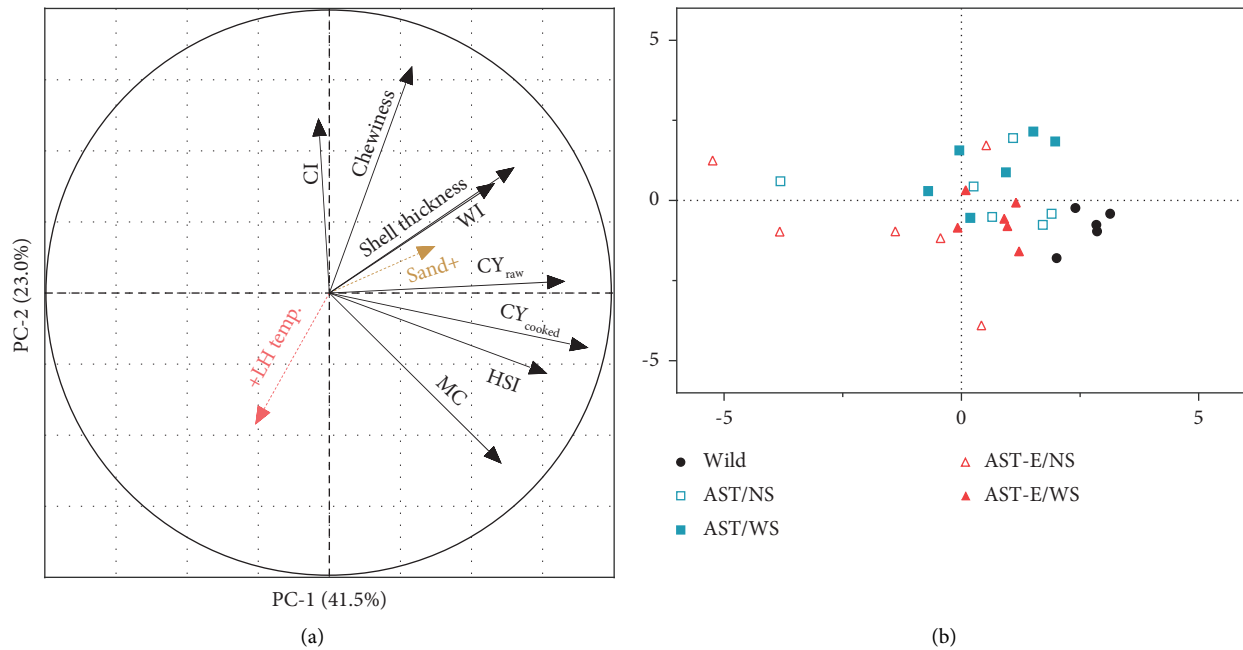 PC-2 (23.0%)
CI
Chewiness
Shell thickness
WI
Sand+
CYraw
CYcooked
HSI
MC
+LH temp.
PC-1 (41.5%)
(a)
5
0
-5
-5
0
5
Wild
AST/NS
AST/WS
AST-E/NS
AST-E/WS
(b)